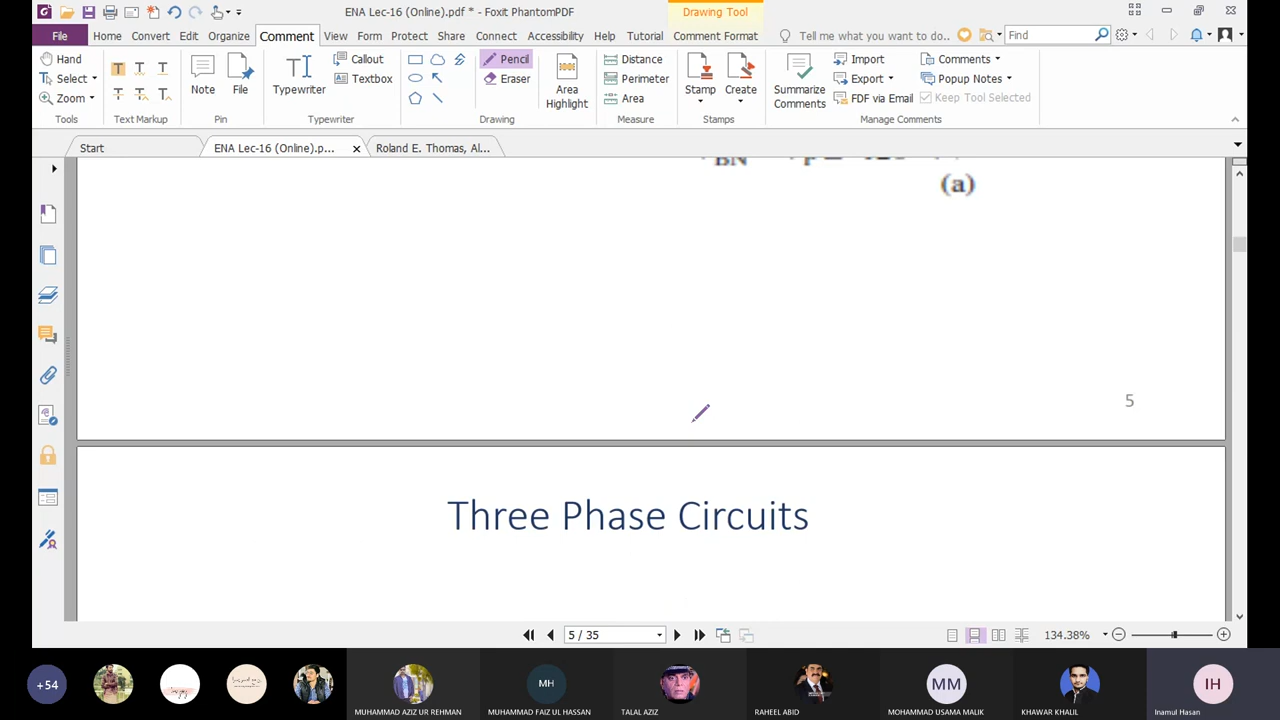 ENA Lec-16 (Online).pdf * - Foxit PhantomPDF
Drawing Tool
File Home Convert Edit Organize Comment View Form Protect Share Connect Accessibility Help Tutorial Comment Format Tell me what you want to do.. Find
Hand
Select
Zoom
Tools
Text Markup
Note
File
Pin
Typewriter
Callout
Textbox
Typewriter
Pencil
Eraser
Area
Highlight
Drawing
Distance
Perimeter
Area
Measure
Stamp
Create
Stamps
Summarize
Comments
Import
Export
FDF via Email
Comments
Popup Notes
Keep Tool Selected
Manage Comments
Start
ENA Lec-16 (Online).p...
Roland E. Thomas, Al...
BN
(a)
5
Three Phase Circuits
5 / 35
134.38%
+54
MUHAMMAD AZIZ UR REHMAN
MH
MUHAMMAD FAIZ UL HASSAN
TALAL AZIZ
RAHEEL ABID
MM
MOHAMMAD USAMA MALIK
KHAWAR KHALIL
IH
Inamul Hasan